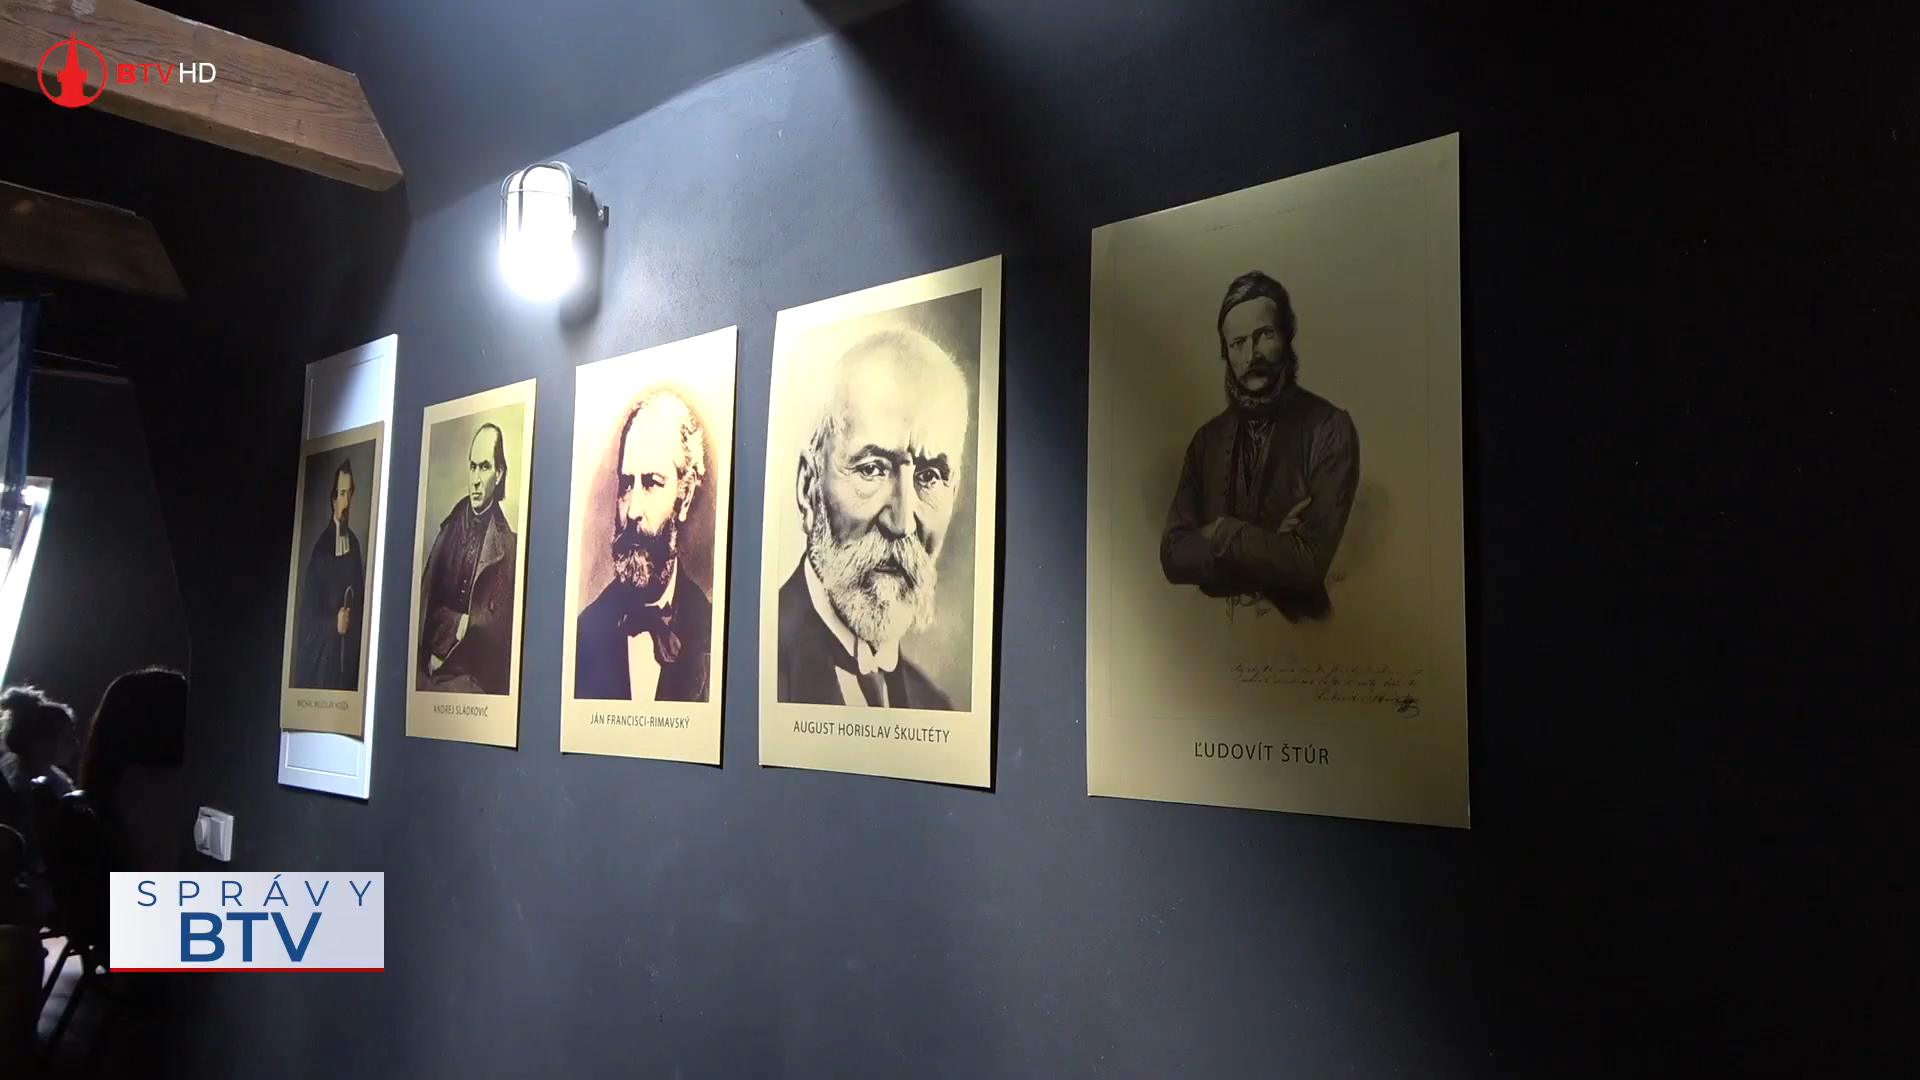 BTV HD
MICHAL MILOSLAV HODŽA
ANDREJ SLÁDKOVIČ
JÁN FRANCISCI-RIMAVSKÝ
AUGUST HORISLAV ŠKULTÉTY
ĽUDOVÍT ŠTÚR
SPRÁVY
BTV